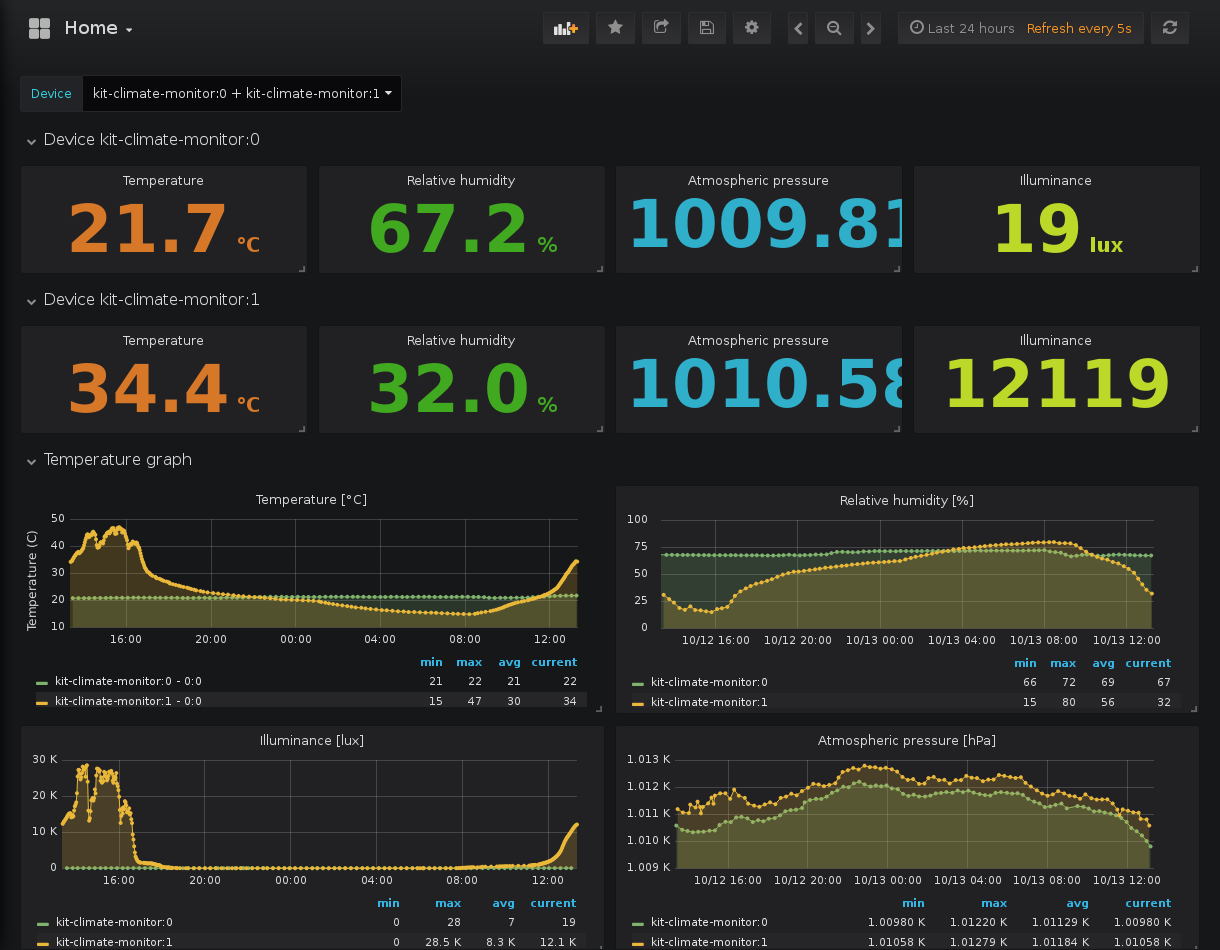 Home
Last 24 hours Refresh every 5s
Device kit-climate-monitor:0 + kit-climate-monitor:1
Device kit-climate-monitor:0
Temperature Relative humidity Atmospheric pressure Illuminance
21.7 °C 67.2 % 1009.81 19 lux
Device kit-climate-monitor:1
Temperature Relative humidity Atmospheric pressure Illuminance
34.4 °C 32.0 % 1010.58 12119
Temperature graph
Temperature [°C]
Temperature (C)
50
40
30
20
10
16:00 20:00 00:00 04:00 08:00 12:00
min max avg current
kit-climate-monitor:0 - 0:0 21 22 21 22
kit-climate-monitor:1 - 0:0 15 47 30 34
Relative humidity [%]
100
75
50
25
0
10/12 16:00 10/12 20:00 10/13 00:00 10/13 04:00 10/13 08:00 10/13 12:00
min max avg current
kit-climate-monitor:0 66 72 69 67
kit-climate-monitor:1 15 80 56 32
Illuminance [lux]
30 K
20 K
10 K
0
16:00 20:00 00:00 04:00 08:00 12:00
min max avg current
kit-climate-monitor:0 0 28 7 19
kit-climate-monitor:1 0 28.5 K 8.3 K 12.1 K
Atmospheric pressure [hPa]
1.013 K
1.012 K
1.011 K
1.010 K
1.009 K
10/12 16:00 10/12 20:00 10/13 00:00 10/13 04:00 10/13 08:00 10/13 12:00
min max avg current
kit-climate-monitor:0 1.00980 K 1.01220 K 1.01129 K 1.00980 K
kit-climate-monitor:1 1.01058 K 1.01279 K 1.01184 K 1.01058 K